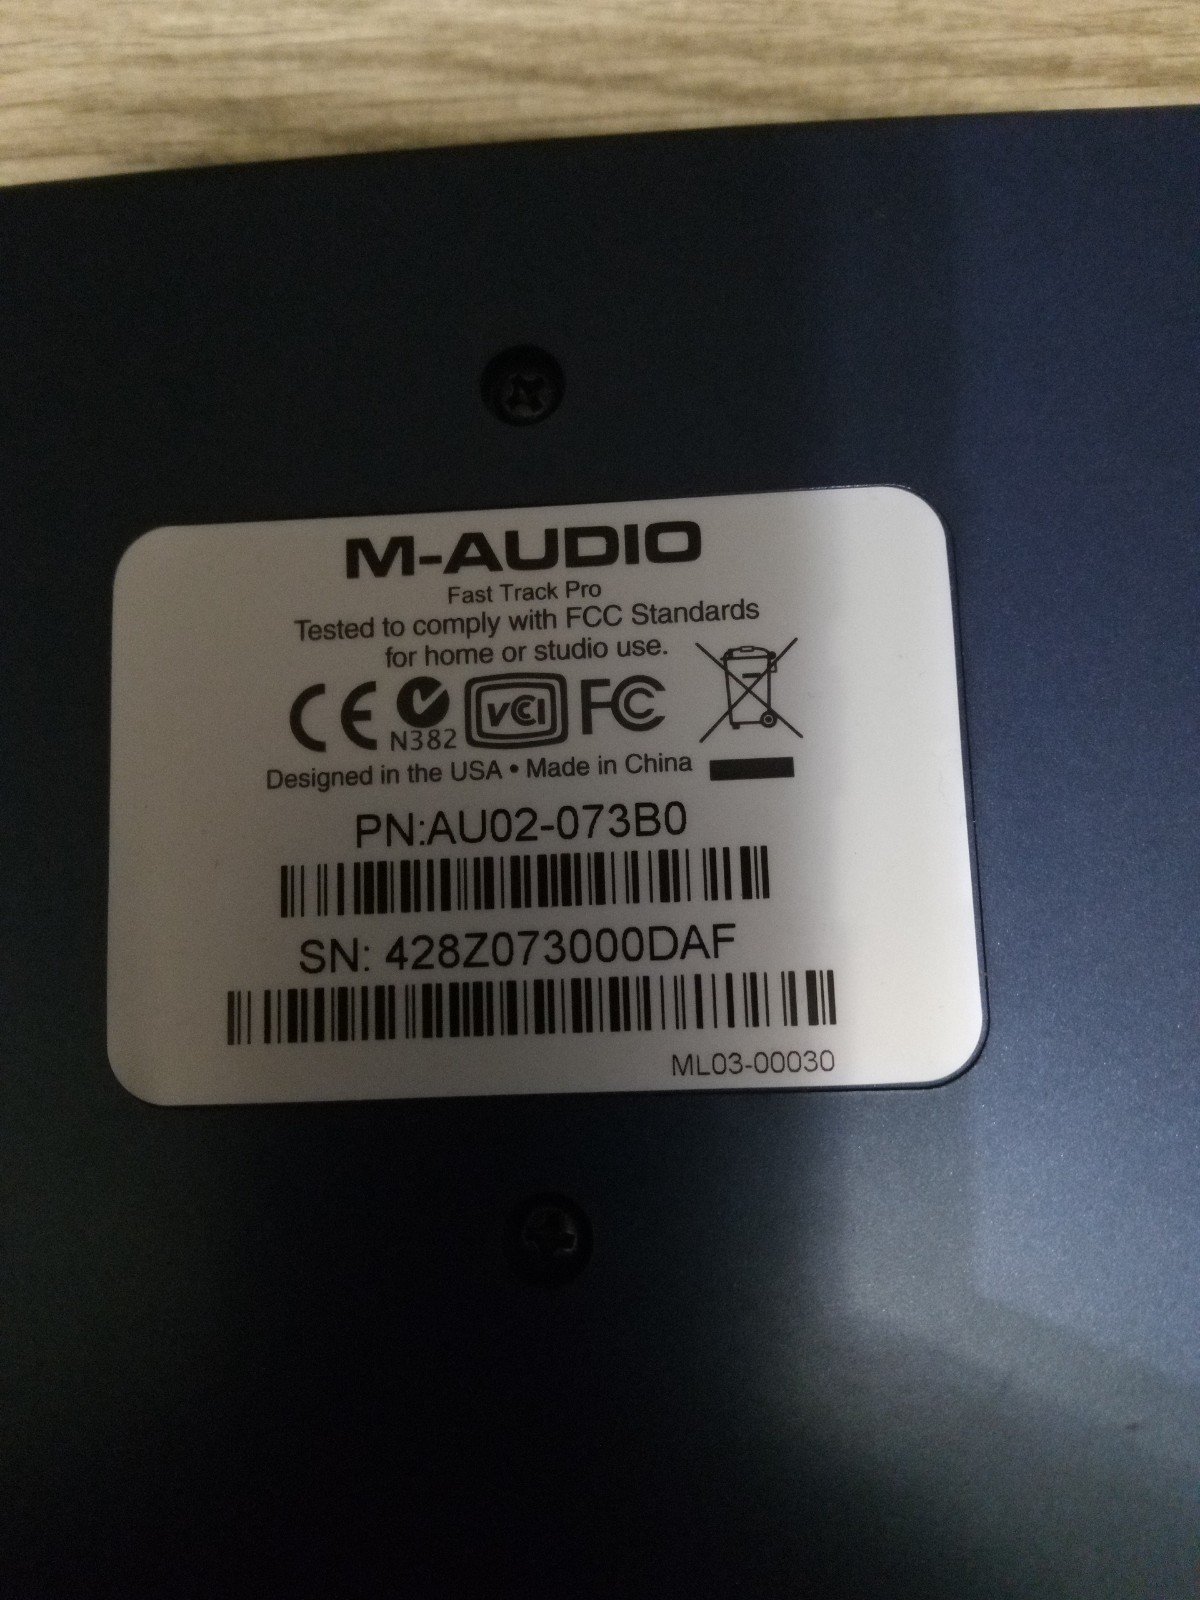 M-AUDIO
Fast Track Pro
Tested to comply with FCC Standards
for home or studio use.
CE N382 VCCI FC
Designed in the USA • Made in China
PN:AU02-073B0
SN: 428Z073000DAF
ML03-00030